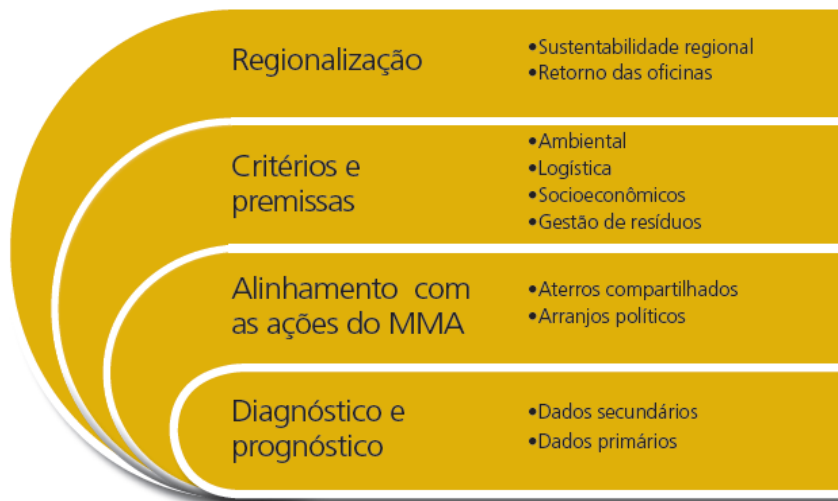 Regionalização
•Sustentabilidade regional
•Retorno das oficinas
Critérios e
premissas
•Ambiental
•Logística
•Socioeconômicos
•Gestão de resíduos
Alinhamento com
as ações do MMA
•Aterros compartilhados
•Arranjos políticos
Diagnóstico e
prognóstico
•Dados secundários
•Dados primários